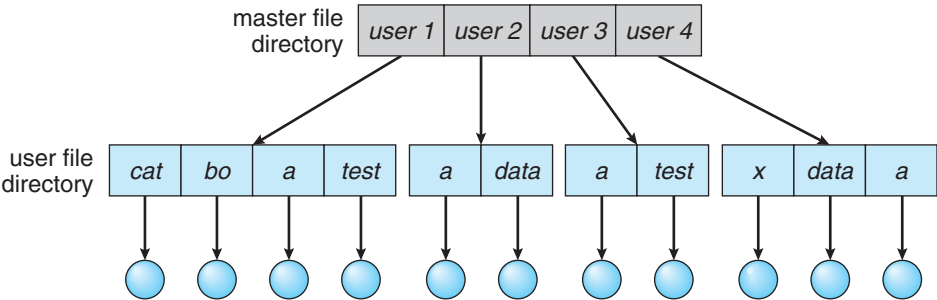 master file
directory
user 1 user 2 user 3 user 4
user file
directory
cat bo a test a data a test x data a